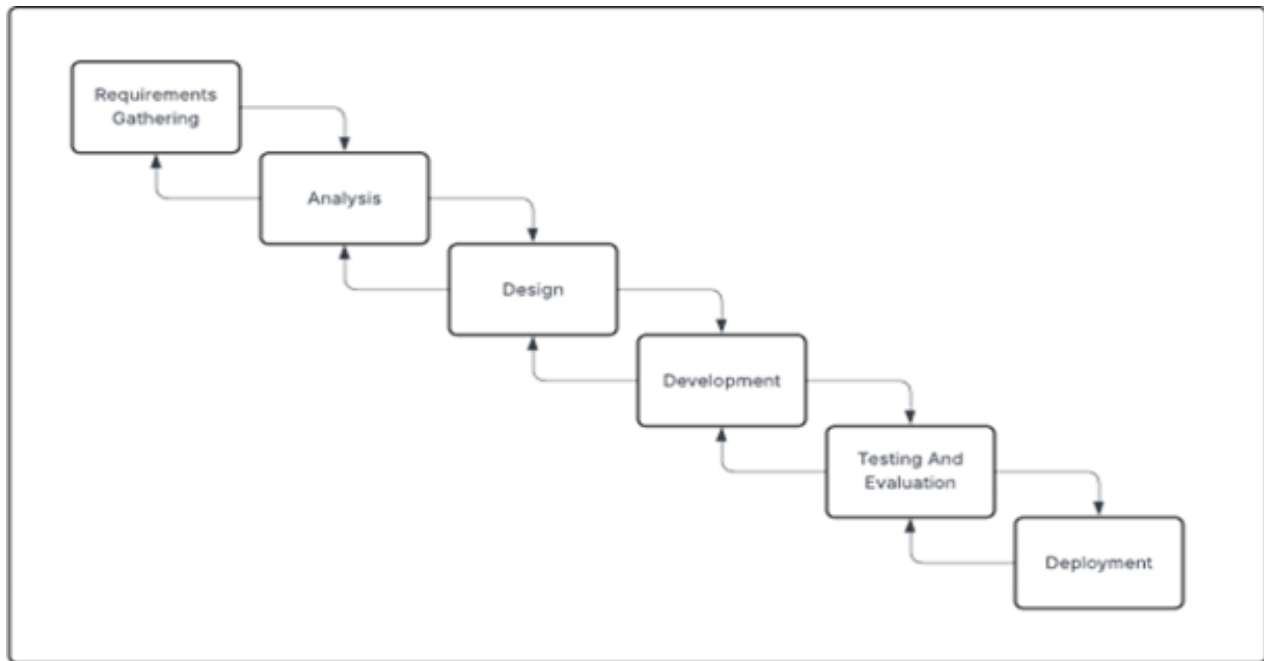 Requirements
Gathering
Analysis
Design
Development
Testing And
Evaluation
Deployment